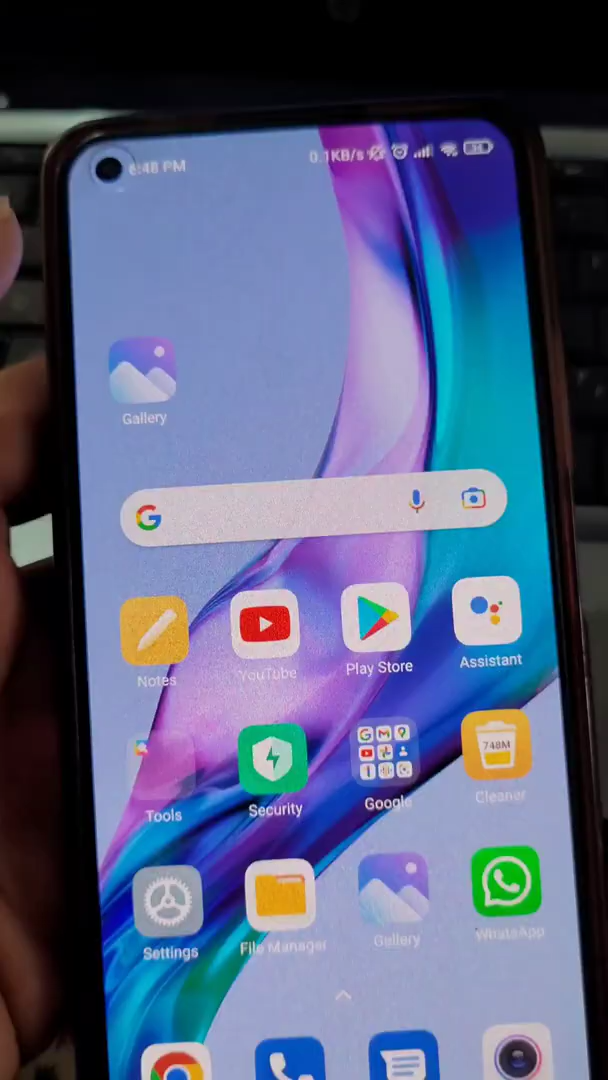 6:48 PM 0.1KB/s
Gallery
G
Notes YouTube Play Store Assistant
748M
Tools Security Google Cleaner
Settings File Manager Gallery WhatsApp